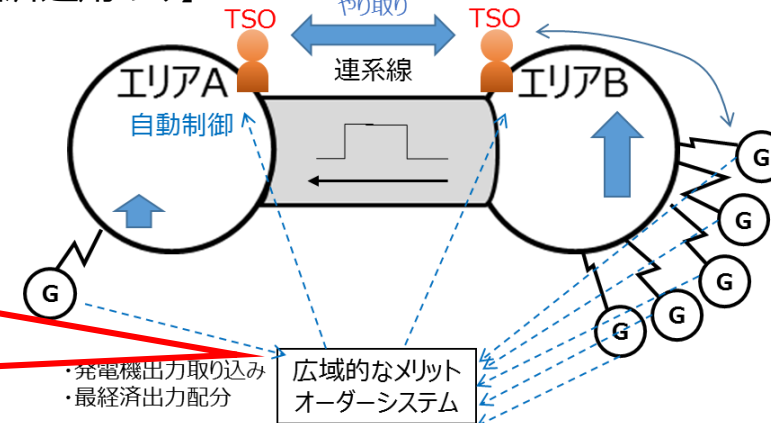 TSO
やり取り
TSO
連系線
エリアA
エリアB
自動制御
G
G
G
G
G
G
・発電機出力取り込み
・最経済出力配分
広域的なメリット
オーダーシステム